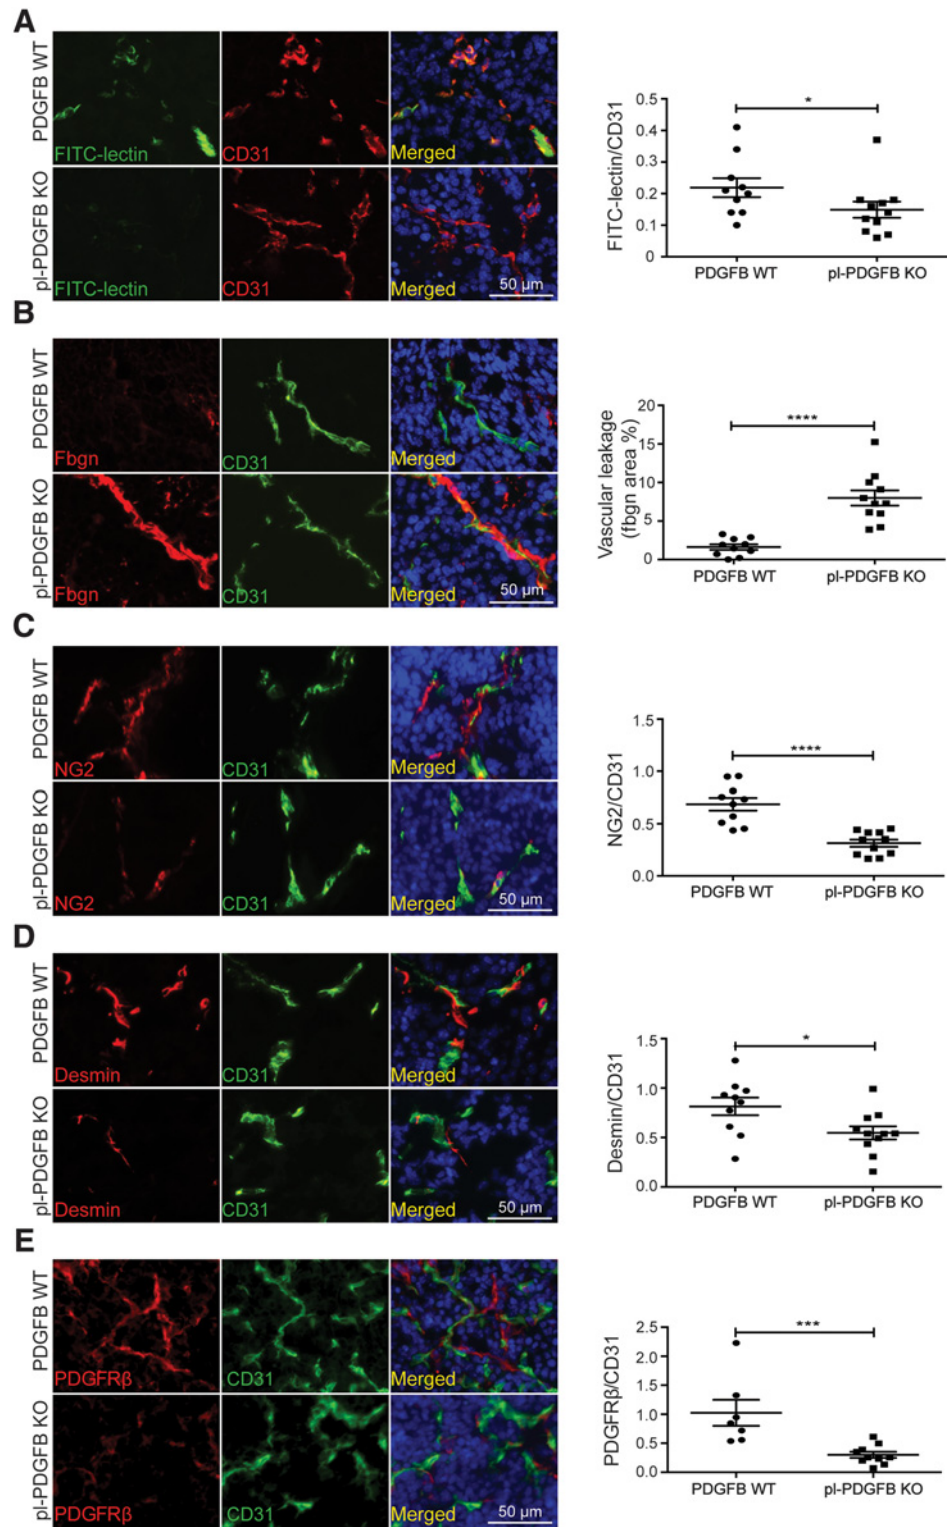 A
PDGFB WT
FITC-lectin
CD31
Merged
pl-PDGFB KO
FITC-lectin
CD31
Merged
50 µm
FITC-lectin/CD31
0.5
0.4
0.3
0.2
0.1
0
*
PDGFB WT
pl-PDGFB KO
B
PDGFB WT
Fbgn
CD31
Merged
pl-PDGFB KO
Fbgn
CD31
Merged
50 µm
Vascular leakage
(fbgn area %)
20
15
10
5
0
****
PDGFB WT
pl-PDGFB KO
C
PDGFB WT
NG2
CD31
Merged
pl-PDGFB KO
NG2
CD31
Merged
50 µm
NG2/CD31
1.5
1.0
0.5
0.0
****
PDGFB WT
pl-PDGFB KO
D
PDGFB WT
Desmin
CD31
Merged
pl-PDGFB KO
Desmin
CD31
Merged
50 µm
Desmin/CD31
1.5
1.0
0.5
0.0
*
PDGFB WT
pl-PDGFB KO
E
PDGFB WT
PDGFRβ
CD31
Merged
pl-PDGFB KO
PDGFRβ
CD31
Merged
50 µm
PDGFRβ/CD31
2.5
2.0
1.5
1.0
0.5
0.0
***
PDGFB WT
pl-PDGFB KO